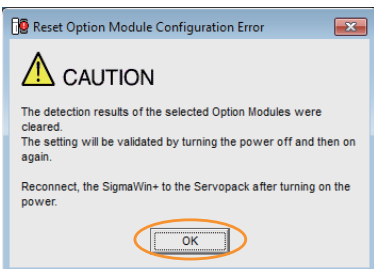 Reset Option Module Configuration Error
CAUTION
The detection results of the selected Option Modules were
cleared.
The setting will be validated by turning the power off and then on
again.
Reconnect, the SigmaWin+ to the Servopack after turning on the
power.
OK